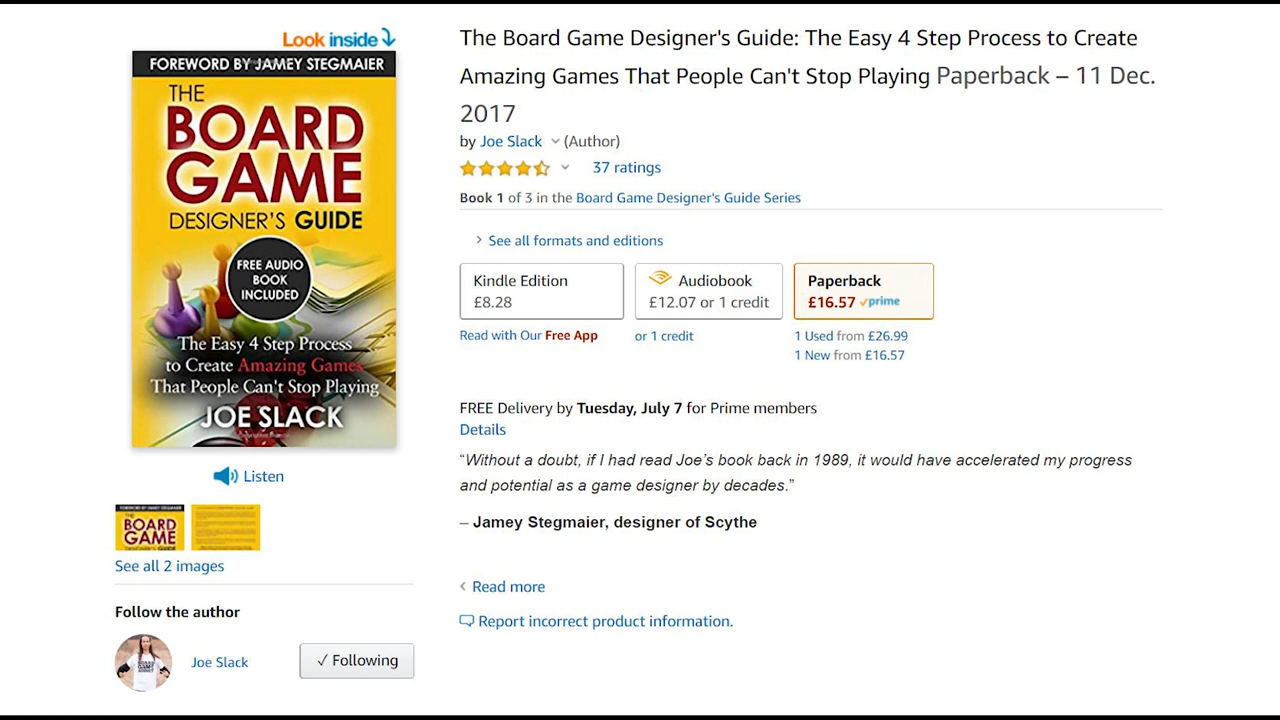 Look inside
FOREWORD BY JAMEY STEGMAIER
THE
BOARD
GAME
DESIGNER'S GUIDE
FREE AUDIO
BOOK
INCLUDED
The Easy 4 Step Process
to Create Amazing Games
That People Can't Stop Playing
JOE SLACK
Listen
BOARD
GAME
See all 2 images
Follow the author
BOARD
GAME
ADDICT
Joe Slack
✓ Following
The Board Game Designer's Guide: The Easy 4 Step Process to Create
Amazing Games That People Can't Stop Playing Paperback – 11 Dec.
2017
by Joe Slack (Author)
37 ratings
Book 1 of 3 in the Board Game Designer's Guide Series
See all formats and editions
Kindle Edition
£8.28
Read with Our Free App
Audiobook
£12.07 or 1 credit
or 1 credit
Paperback
£16.57 prime
1 Used from £26.99
1 New from £16.57
FREE Delivery by Tuesday, July 7 for Prime members
Details
“Without a doubt, if I had read Joe’s book back in 1989, it would have accelerated my progress
and potential as a game designer by decades.”
– Jamey Stegmaier, designer of Scythe
Read more
Report incorrect product information.